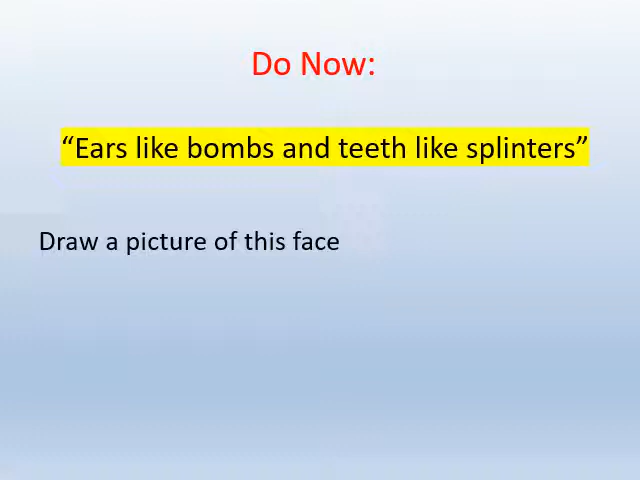 Do Now:
“Ears like bombs and teeth like splinters”
Draw a picture of this face